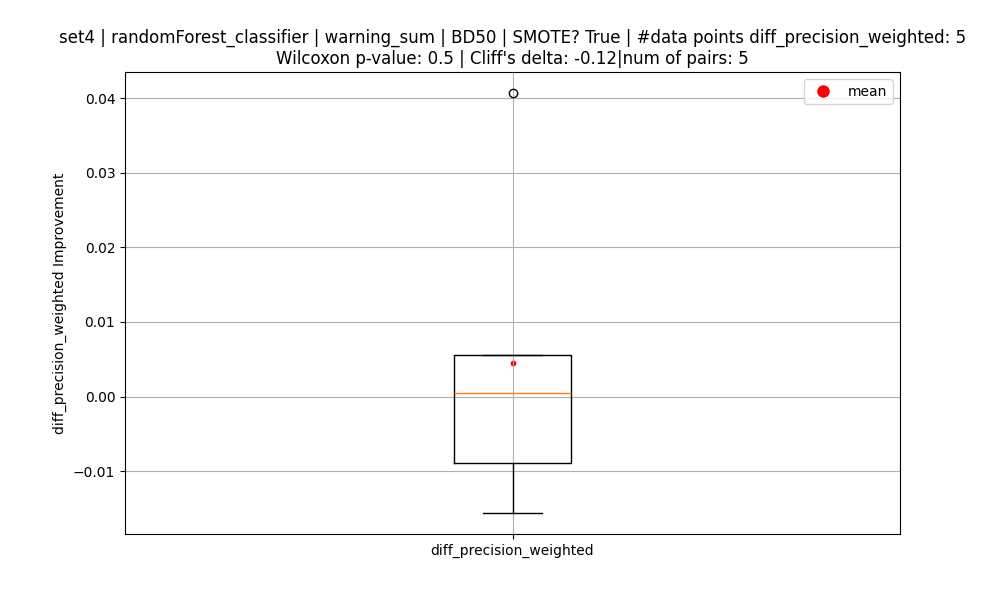 set4 | randomForest_classifier | warning_sum | BD50 | SMOTE? True | #data points diff_precision_weighted: 5
Wilcoxon p-value: 0.5 | Cliff's delta: -0.12|num of pairs: 5
mean
0.04
0.03
0.02
0.01
0.00
−0.01
diff_precision_weighted Improvement
diff_precision_weighted